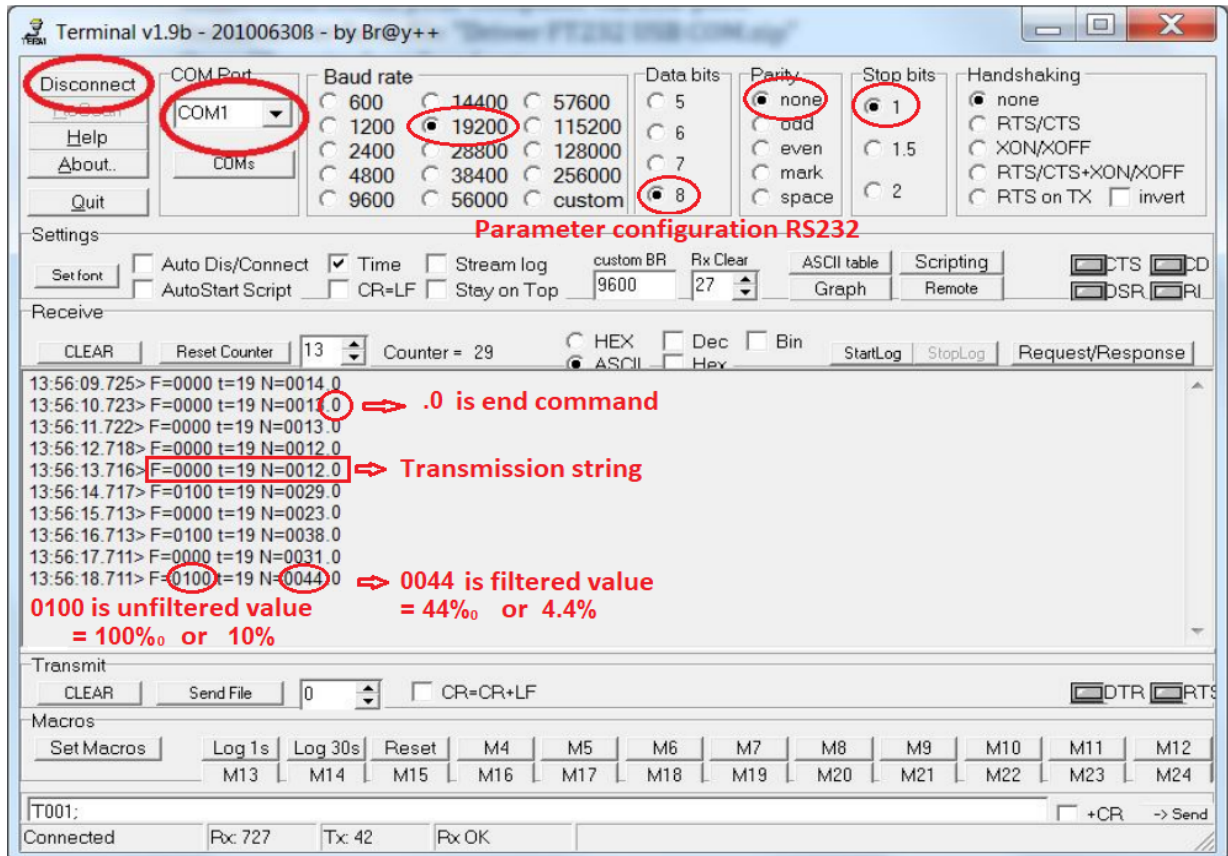 Terminal v1.9b - 20100630ß - by Br@y++
Disconnect
Help
About..
Quit
COM Port
COM1
COMs
Baud rate
600 14400 57600
1200 19200 115200
2400 28800 128000
4800 38400 256000
9600 56000 custom
Data bits
5
6
7
8
Parity
none
odd
even
mark
space
Stop bits
1
1.5
2
Handshaking
none
RTS/CTS
XON/XOFF
RTS/CTS+XON/XOFF
RTS on TX invert
Parameter configuration RS232
Settings
Set font
Auto Dis/Connect Time Stream log
AutoStart Script CR=LF Stay on Top
custom BR Rx Clear
9600 27
ASCII table Scripting
Graph Remote
CTS CD
DSR RI
Receive
CLEAR Reset Counter 13 Counter = 29
HEX Dec Bin
ASCII Hex
StartLog StopLog Request/Response
13:56:09.725> F=0000 t=19 N=0014.0
13:56:10.723> F=0000 t=19 N=0013.0
.0 is end command
13:56:11.722> F=0000 t=19 N=0013.0
13:56:12.718> F=0000 t=19 N=0012.0
13:56:13.716> F=0000 t=19 N=0012.0
Transmission string
13:56:14.717> F=0100 t=19 N=0029.0
13:56:15.713> F=0000 t=19 N=0023.0
13:56:16.713> F=0100 t=19 N=0038.0
13:56:17.711> F=0000 t=19 N=0031.0
13:56:18.711> F=0100 t=19 N=0044.0
0044 is filtered value
= 44%₀ or 4.4%
0100 is unfiltered value
= 100%₀ or 10%
Transmit
CLEAR Send File 0 CR=CR+LF
DTR RTS
Macros
Set Macros Log 1s Log 30s Reset M4 M5 M6 M7 M8 M9 M10 M11 M12
M13 M14 M15 M16 M17 M18 M19 M20 M21 M22 M23 M24
T001;
+CR -> Send
Connected Rx: 727 Tx: 42 Rx OK